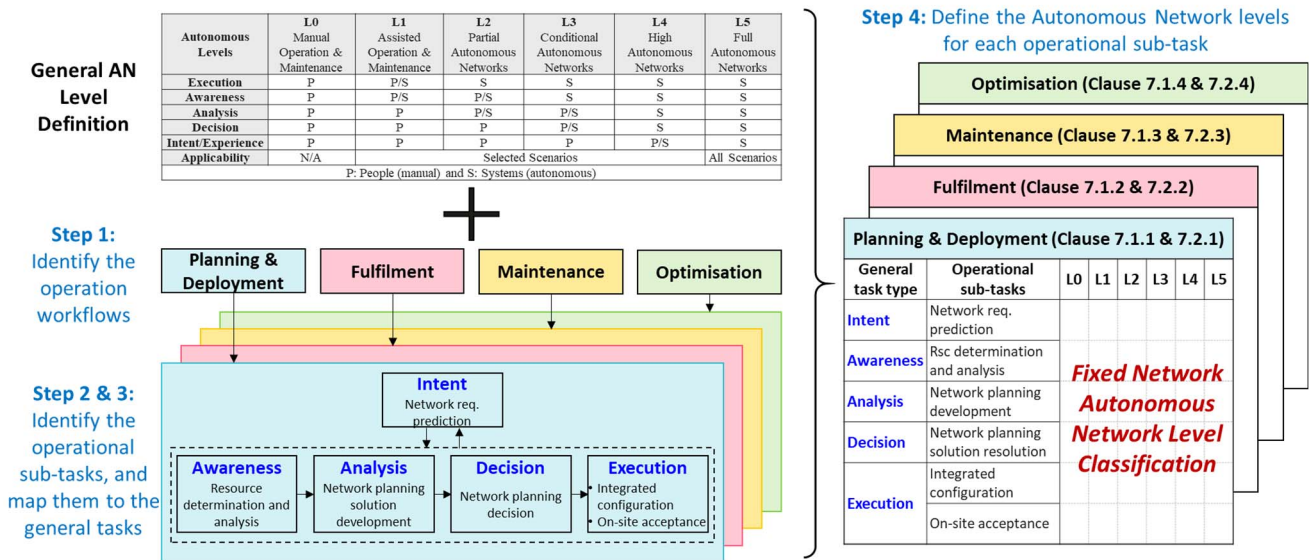 General AN
Level
Definition
Autonomous Levels | L0 Manual Operation & Maintenance | L1 Assisted Operation & Maintenance | L2 Partial Autonomous Networks | L3 Conditional Autonomous Networks | L4 High Autonomous Networks | L5 Full Autonomous Networks
Execution | P | P/S | S | S | S | S
Awareness | P | P/S | P/S | S | S | S
Analysis | P | P | P/S | P/S | S | S
Decision | P | P | P | P/S | S | S
Intent/Experience | P | P | P | P | P/S | S
Applicability | N/A | Selected Scenarios | All Scenarios
P: People (manual) and S: Systems (autonomous)
Step 1:
Identify the
operation
workflows
Planning &
Deployment
Fulfilment
Maintenance
Optimisation
Step 2 & 3:
Identify the
operational
sub-tasks, and
map them to the
general tasks
Intent
Network req.
prediction
Awareness
Resource
determination and
analysis
Analysis
Network planning
solution
development
Decision
Network planning
decision
Execution
• Integrated
configuration
• On-site acceptance
Step 4: Define the Autonomous Network levels
for each operational sub-task
Optimisation (Clause 7.1.4 & 7.2.4)
Maintenance (Clause 7.1.3 & 7.2.3)
Fulfilment (Clause 7.1.2 & 7.2.2)
Planning & Deployment (Clause 7.1.1 & 7.2.1)
General task type | Operational sub-tasks | L0 | L1 | L2 | L3 | L4 | L5
Intent | Network req. prediction
Awareness | Rsc determination and analysis
Analysis | Network planning development
Decision | Network planning solution resolution
Execution | Integrated configuration
On-site acceptance
Fixed Network
Autonomous
Network Level
Classification